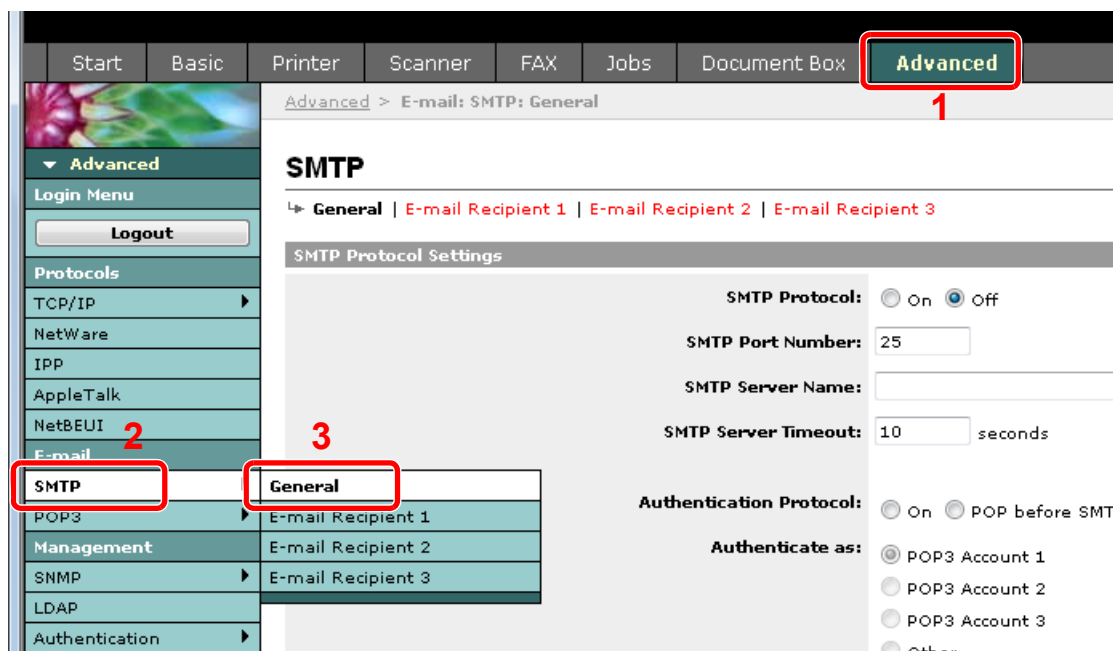 Start Basic Printer Scanner FAX Jobs Document Box Advanced
1
Advanced > E-mail: SMTP: General
Advanced
Login Menu
Logout
Protocols
TCP/IP
NetWare
IPP
AppleTalk
NetBEUI
2
E-mail
SMTP
POP3
Management
SNMP
LDAP
Authentication
3
General
E-mail Recipient 1
E-mail Recipient 2
E-mail Recipient 3
SMTP
General | E-mail Recipient 1 | E-mail Recipient 2 | E-mail Recipient 3
SMTP Protocol Settings
SMTP Protocol: On Off
SMTP Port Number: 25
SMTP Server Name:
SMTP Server Timeout: 10 seconds
Authentication Protocol: On POP before SMT
Authenticate as: POP3 Account 1
POP3 Account 2
POP3 Account 3
Other